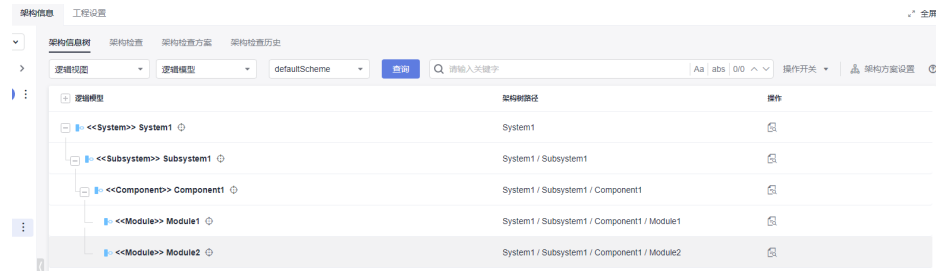 架构信息 工程设置 全屏
架构信息树 架构检查 架构检查方案 架构检查历史
逻辑视图 逻辑模型 defaultScheme 查询 请输入关键字 Aa abs 0/0 操作开关 架构方案设置
逻辑模型 架构树路径 操作
<<System>> System1 System1
<<Subsystem>> Subsystem1 System1 / Subsystem1
<<Component>> Component1 System1 / Subsystem1 / Component1
<<Module>> Module1 System1 / Subsystem1 / Component1 / Module1
<<Module>> Module2 System1 / Subsystem1 / Component1 / Module2